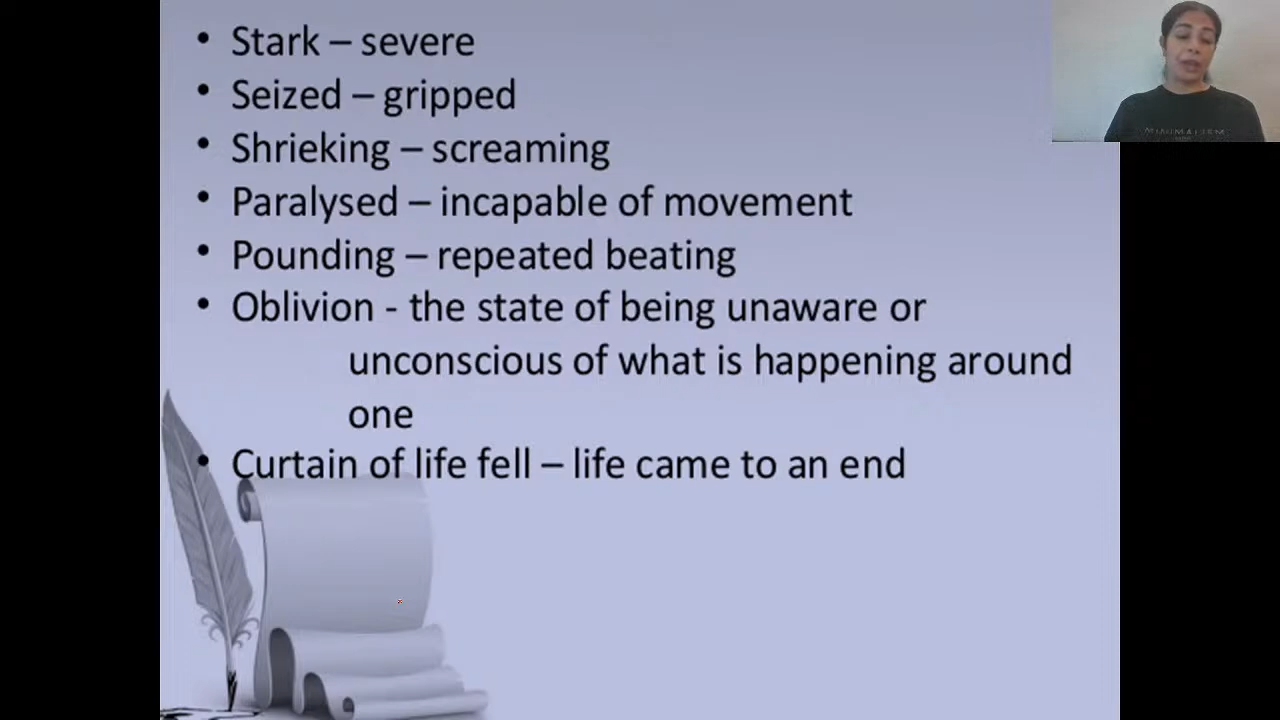 • Stark – severe
• Seized – gripped
• Shrieking – screaming
• Paralysed – incapable of movement
• Pounding – repeated beating
• Oblivion - the state of being unaware or
unconscious of what is happening around
one
• Curtain of life fell – life came to an end
MINIMALISM